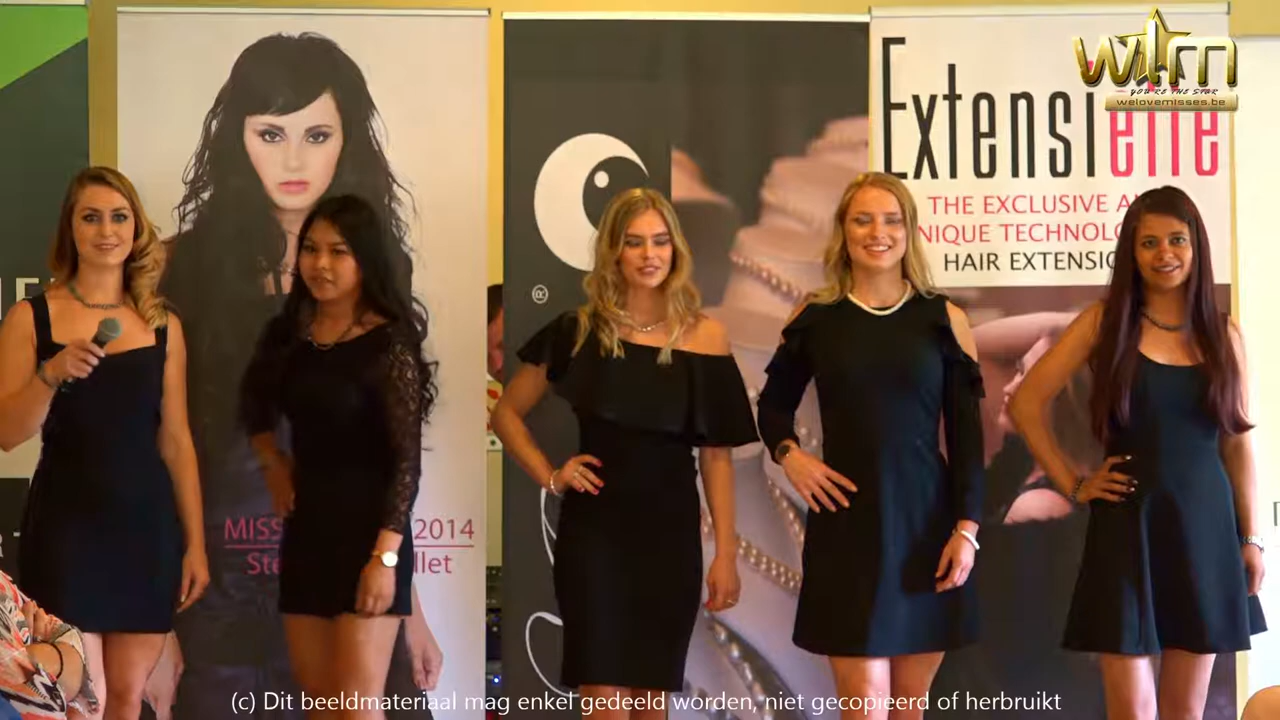 wlm
YOU'RE THE STAR
welovemisses.be
Extensielle
THE EXCLUSIVE A
NIQUE TECHNOLO
HAIR EXTENSIO
®
MISS 2014
Ste llet
(c) Dit beeldmateriaal mag enkel gedeeld worden, niet gecopieerd of herbruikt